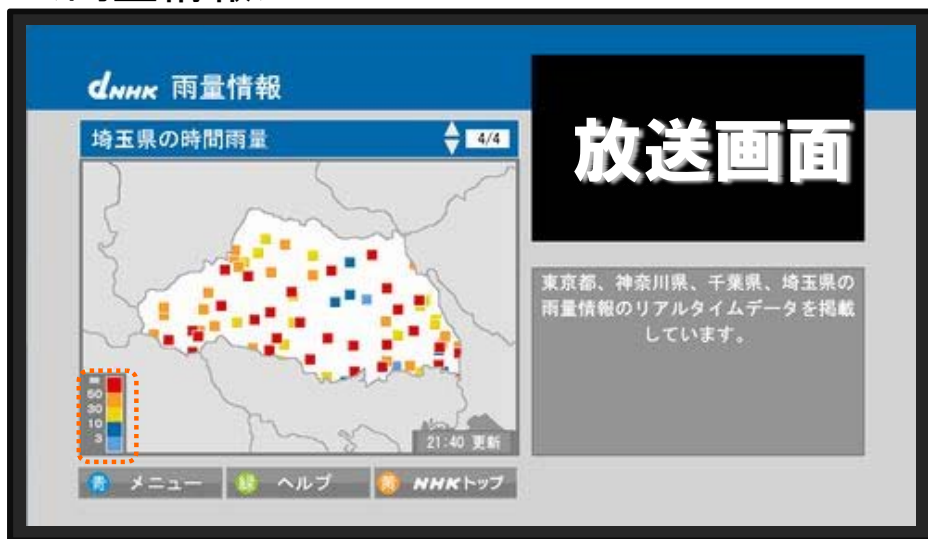 dNHK 雨量情報
埼玉県の時間雨量 4/4
放送画面
東京都、神奈川県、千葉県、埼玉県の
雨量情報のリアルタイムデータを掲載
しています。
50
30
10
3
21:40 更新
青 メニュー
緑 ヘルプ
NHKトップ